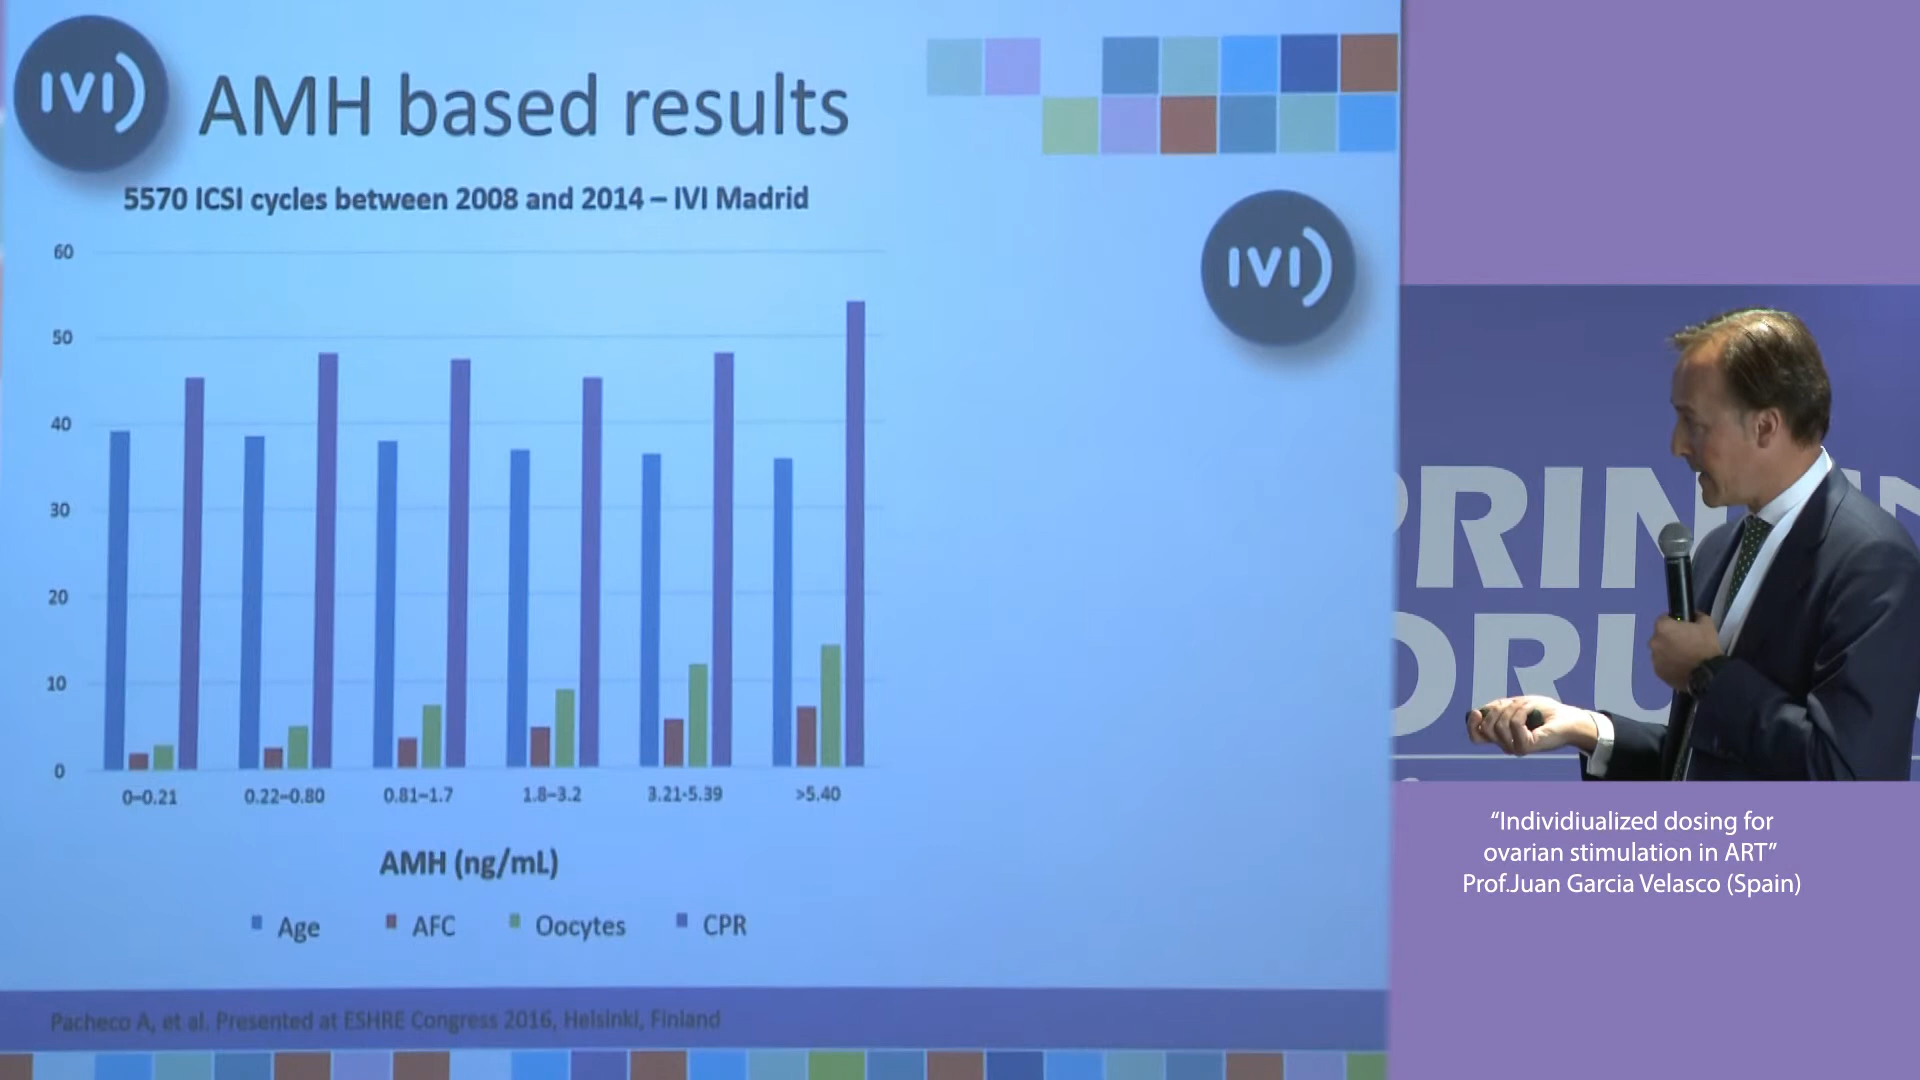 IVI
AMH based results
5570 ICSI cycles between 2008 and 2014 – IVI Madrid
IVI
60
50
40
30
20
10
0
0–0.21
0.22–0.80
0.81–1.7
1.8–3.2
3.21-5.39
>5.40
AMH (ng/mL)
Age
AFC
Oocytes
CPR
Pacheco A, et al. Presented at ESHRE Congress 2016, Helsinki, Finland
PRIN
ORU
“Individiualized dosing for
ovarian stimulation in ART”
Prof.Juan Garcia Velasco (Spain)